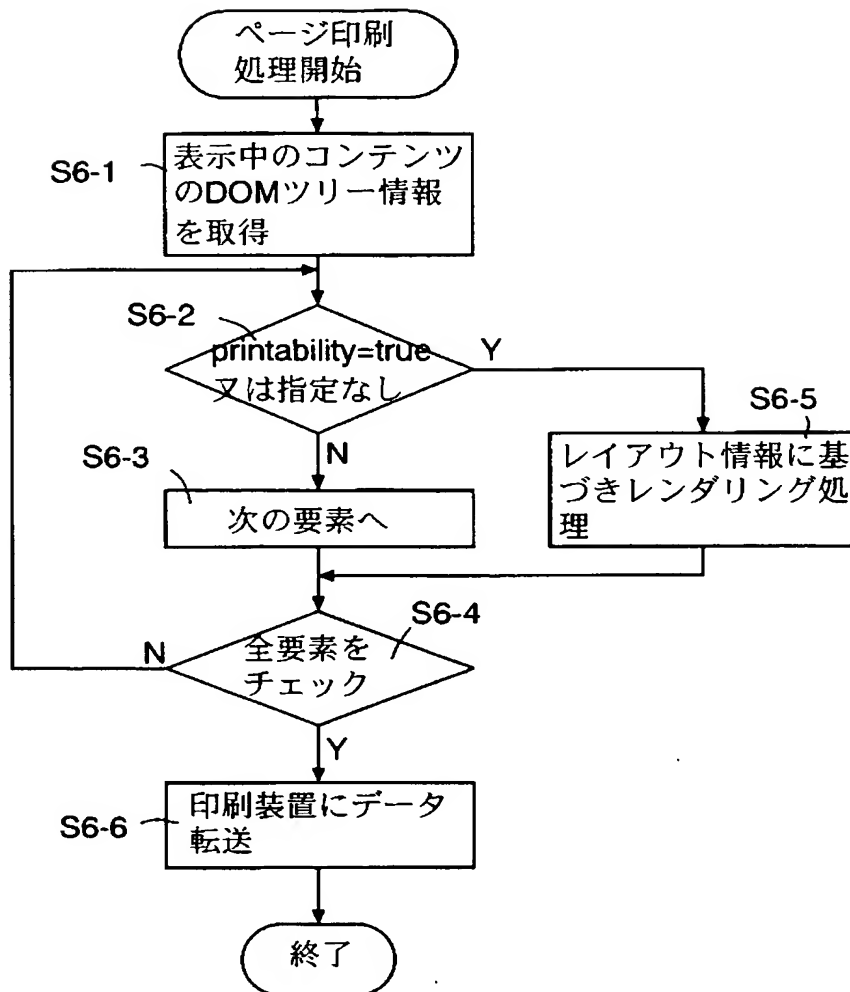 ページ印刷
処理開始
S6-1
表示中のコンテンツ
のDOMツリー情報
を取得
S6-2
printability=true
又は指定なし
Y
N
S6-5
レイアウト情報に基
づきレンダリング処
理
S6-3
次の要素へ
S6-4
全要素を
チェック
N
Y
S6-6
印刷装置にデータ
転送
終了